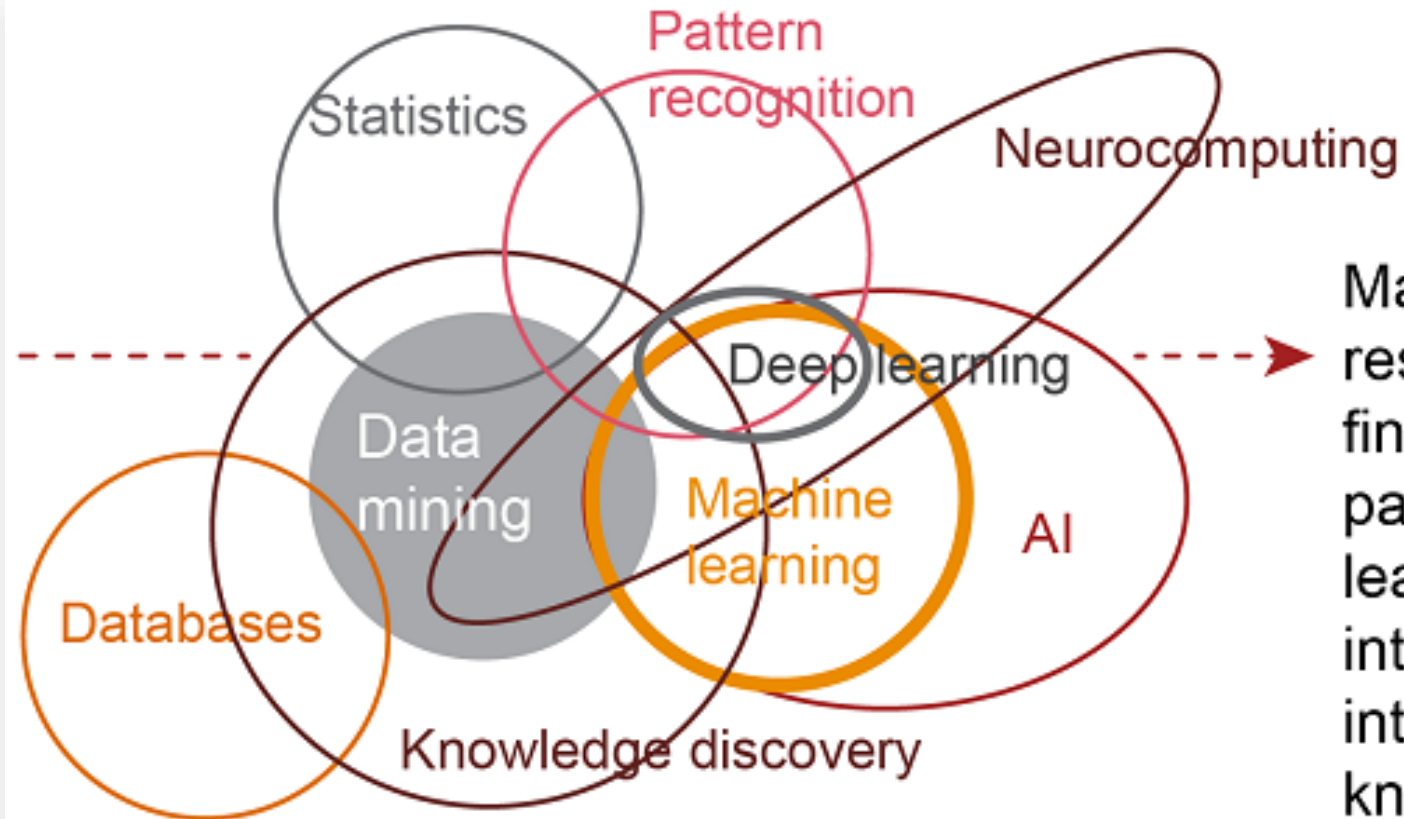 Pattern
recognition
Statistics
Neurocomputing
Deep learning
Data
mining
Machine
learning
AI
Databases
Knowledge discovery